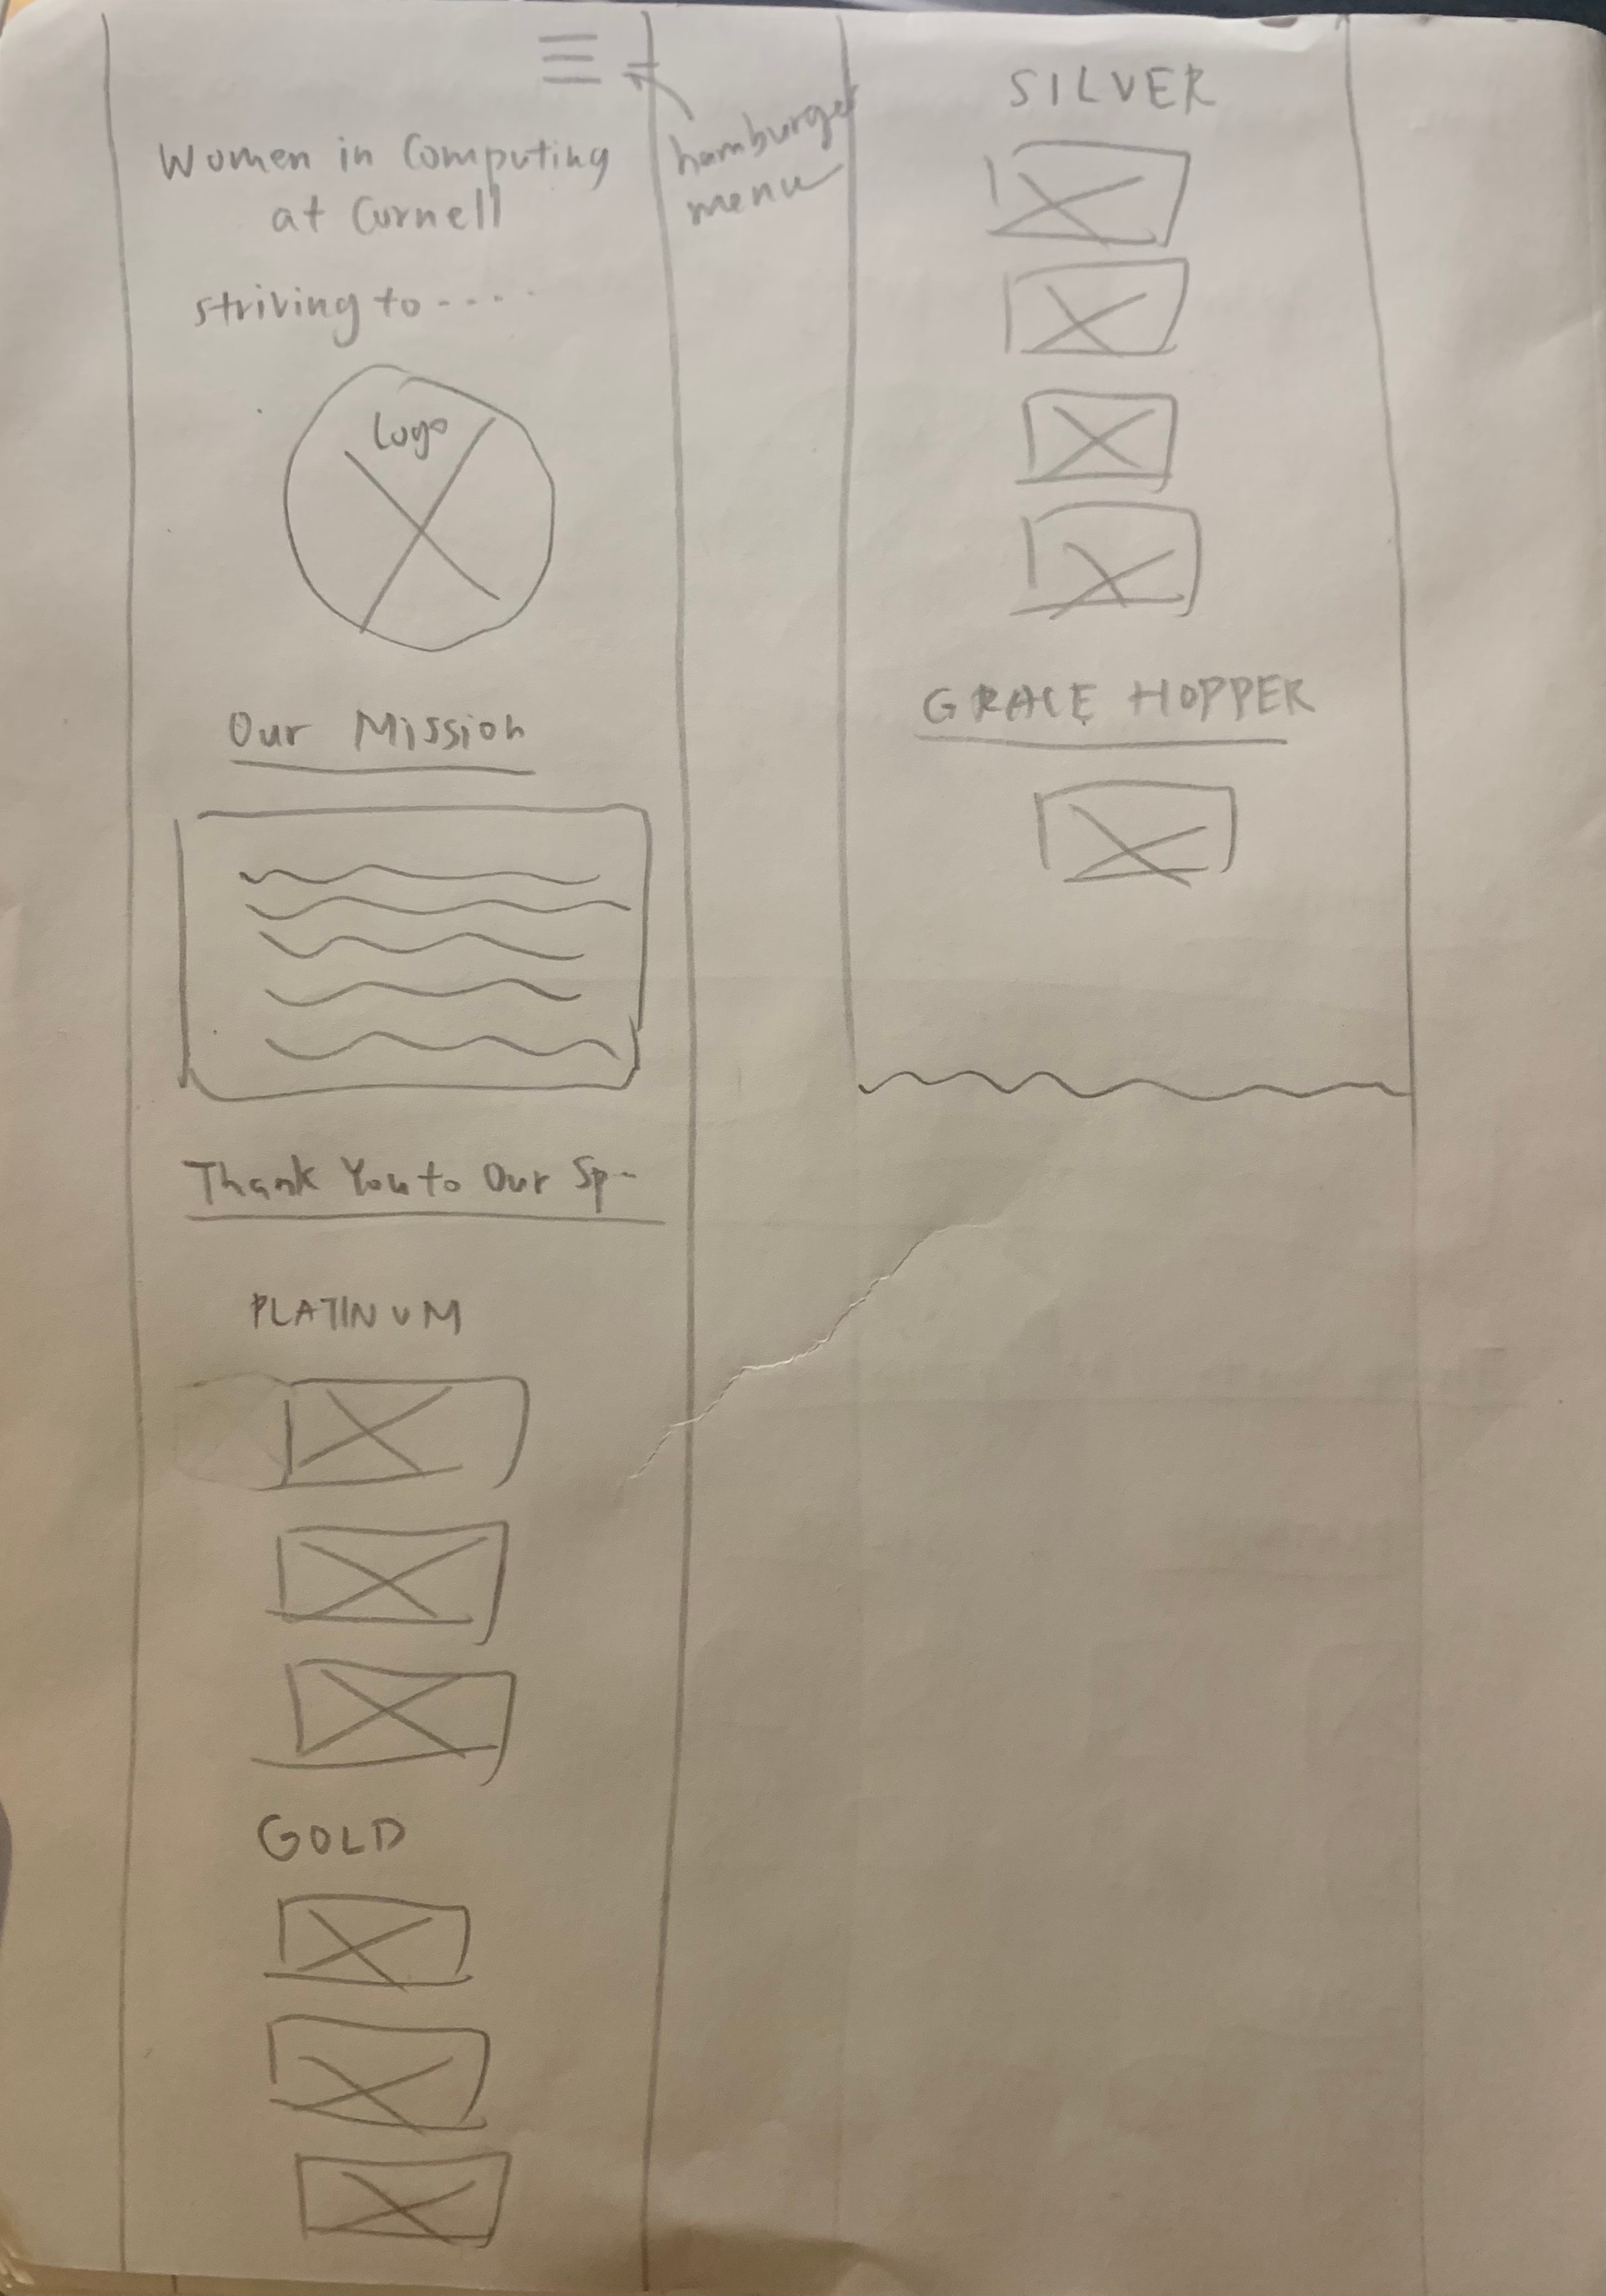 hamburger
menu
Women in Computing
at Cornell
striving to ....
Logo
Our Mission
Thank You to Our Sp..
PLATINUM
GOLD
SILVER
GRACE HOPPER